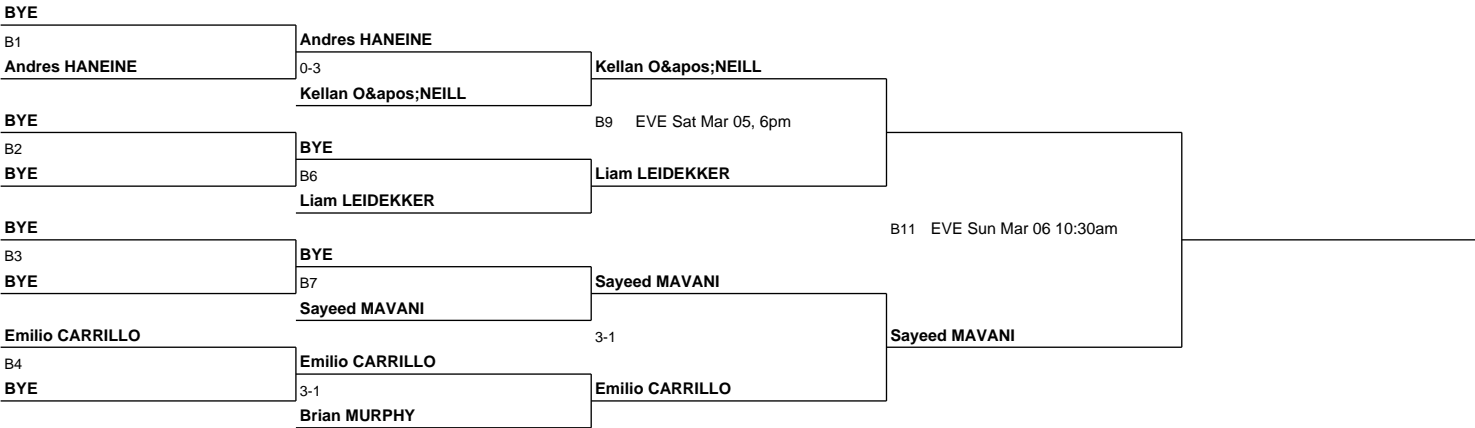 BYE
B1 Andres HANEINE
Andres HANEINE 0-3 Kellan O&apos;NEILL
Kellan O&apos;NEILL
BYE B9 EVE Sat Mar 05, 6pm
B2 BYE
BYE B6 Liam LEIDEKKER
Liam LEIDEKKER
BYE B11 EVE Sun Mar 06 10:30am
B3 BYE
BYE B7 Sayeed MAVANI
Sayeed MAVANI
Emilio CARRILLO 3-1 Sayeed MAVANI
B4 Emilio CARRILLO
BYE 3-1 Emilio CARRILLO
Brian MURPHY